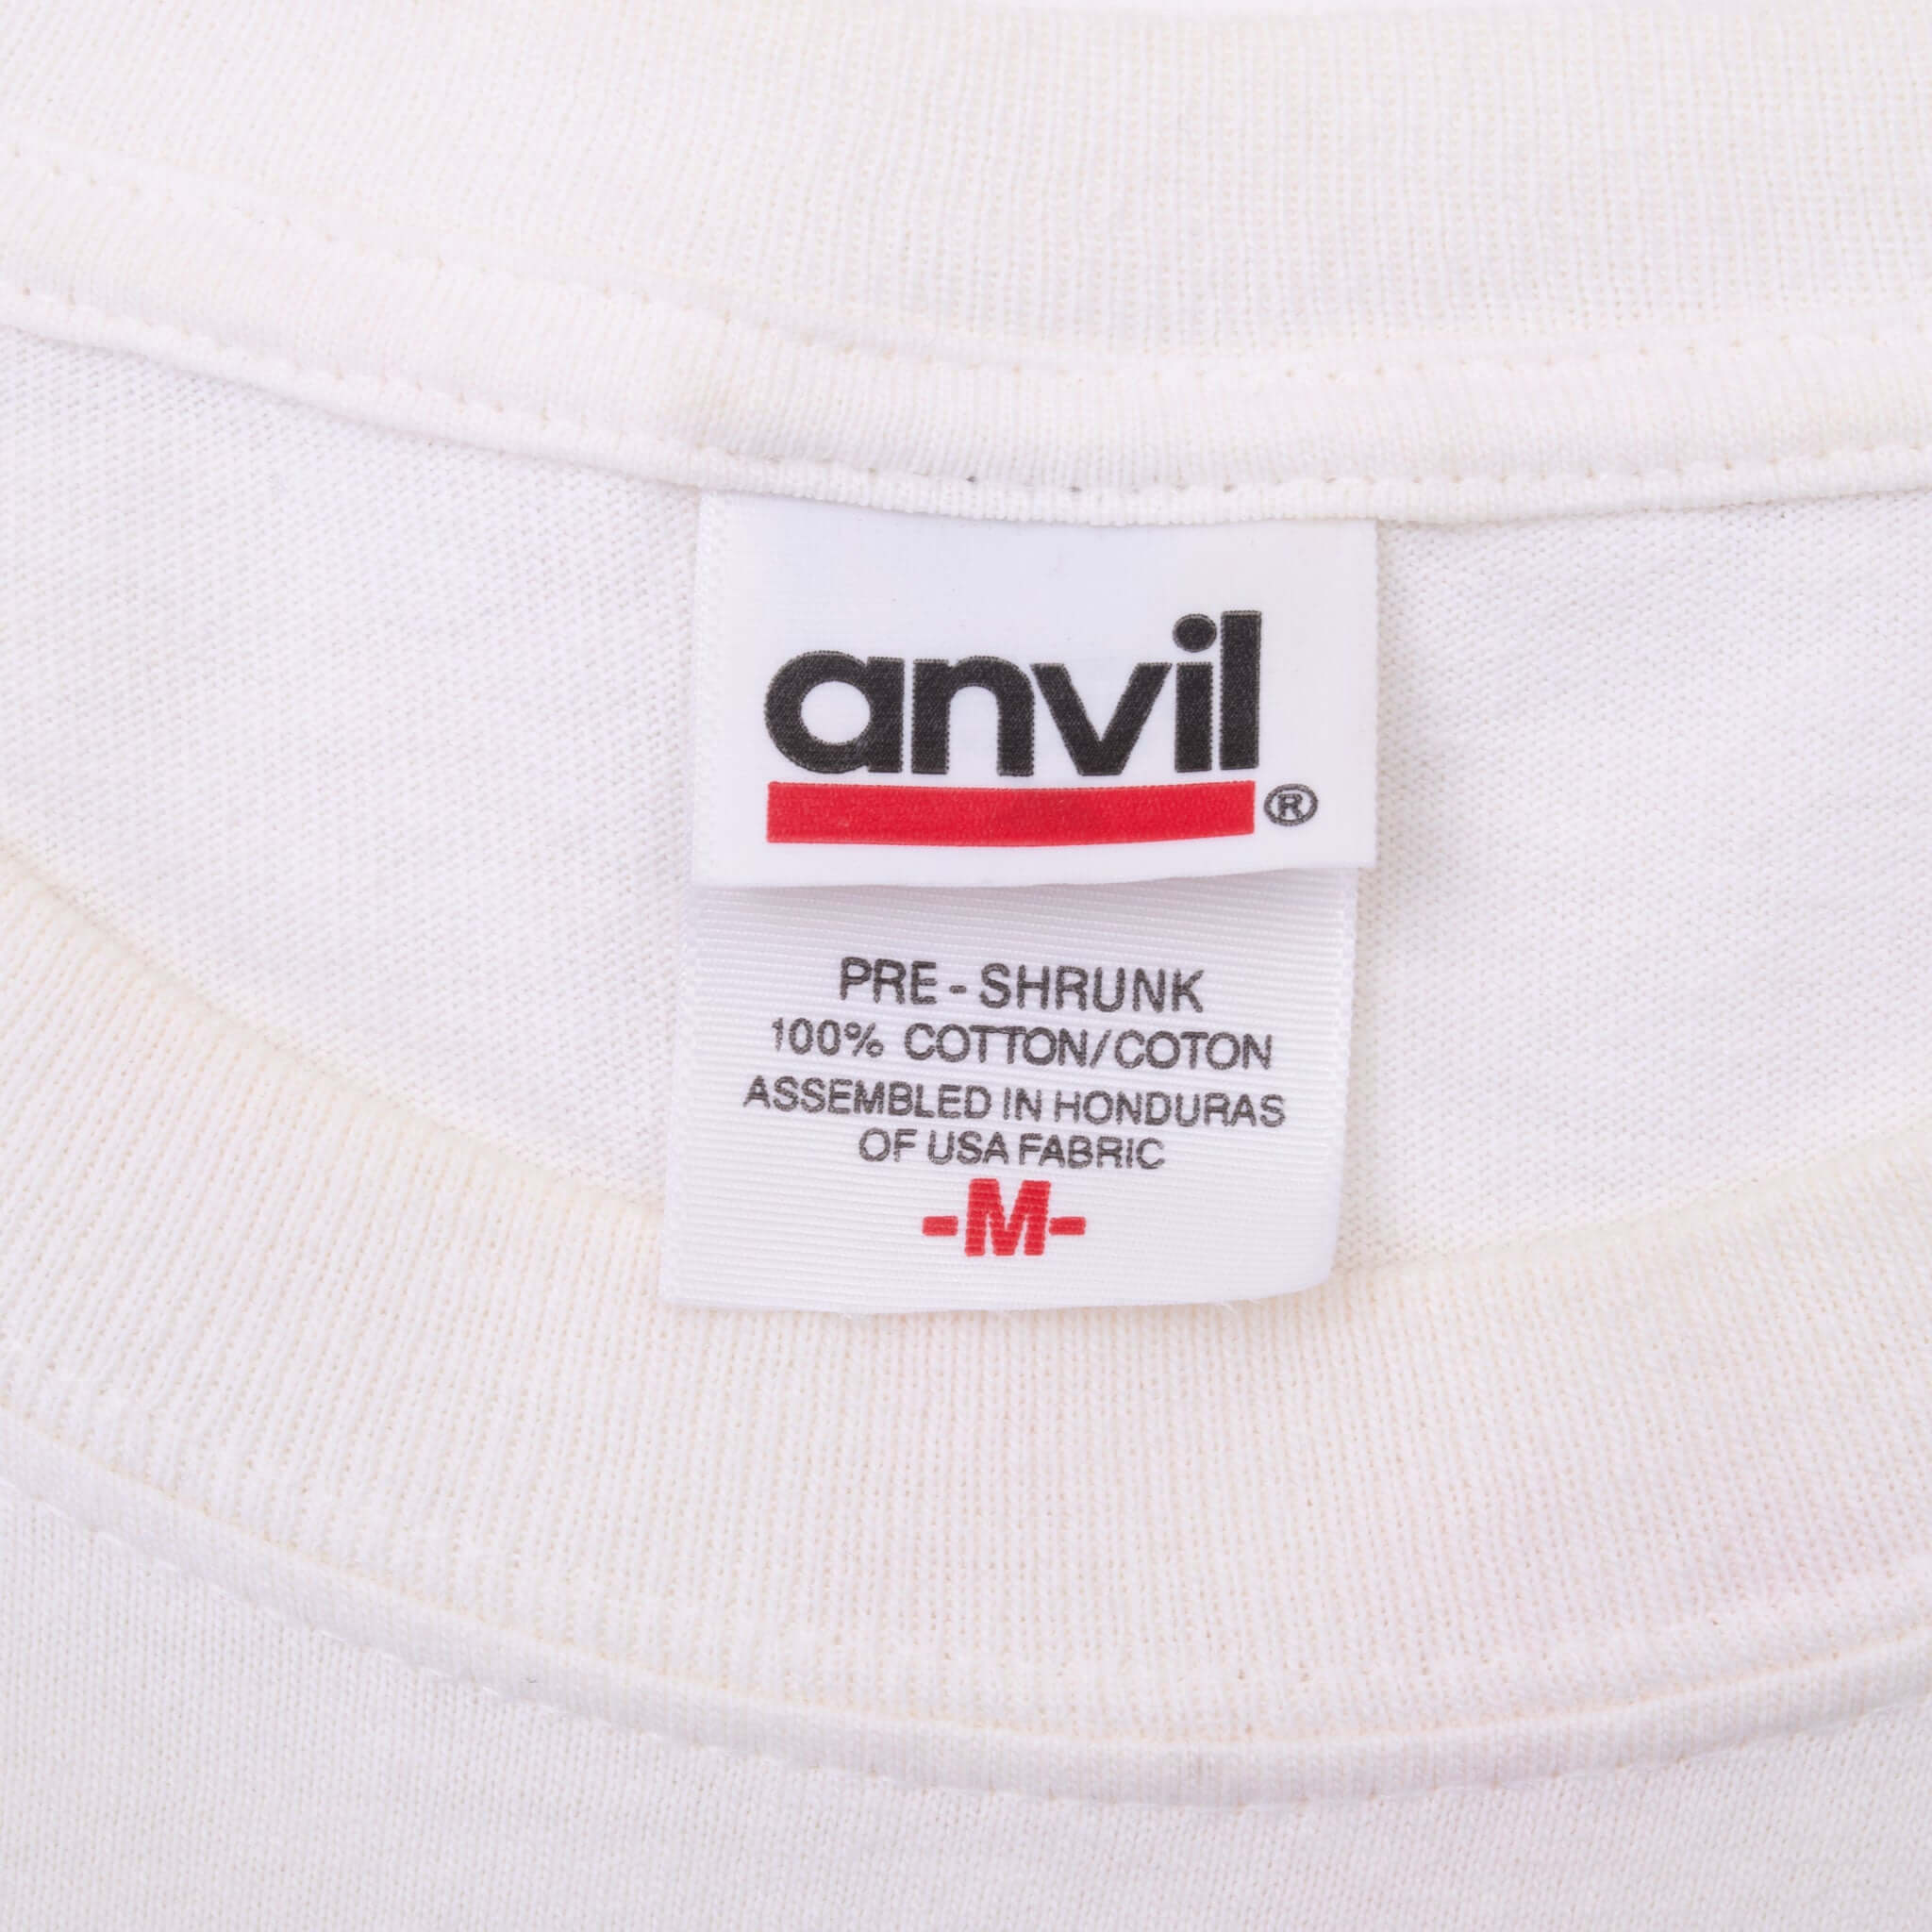 anvil
®
PRE-SHRUNK
100% COTTON/COTON
ASSEMBLED IN HONDURAS
OF USA FABRIC
-M-